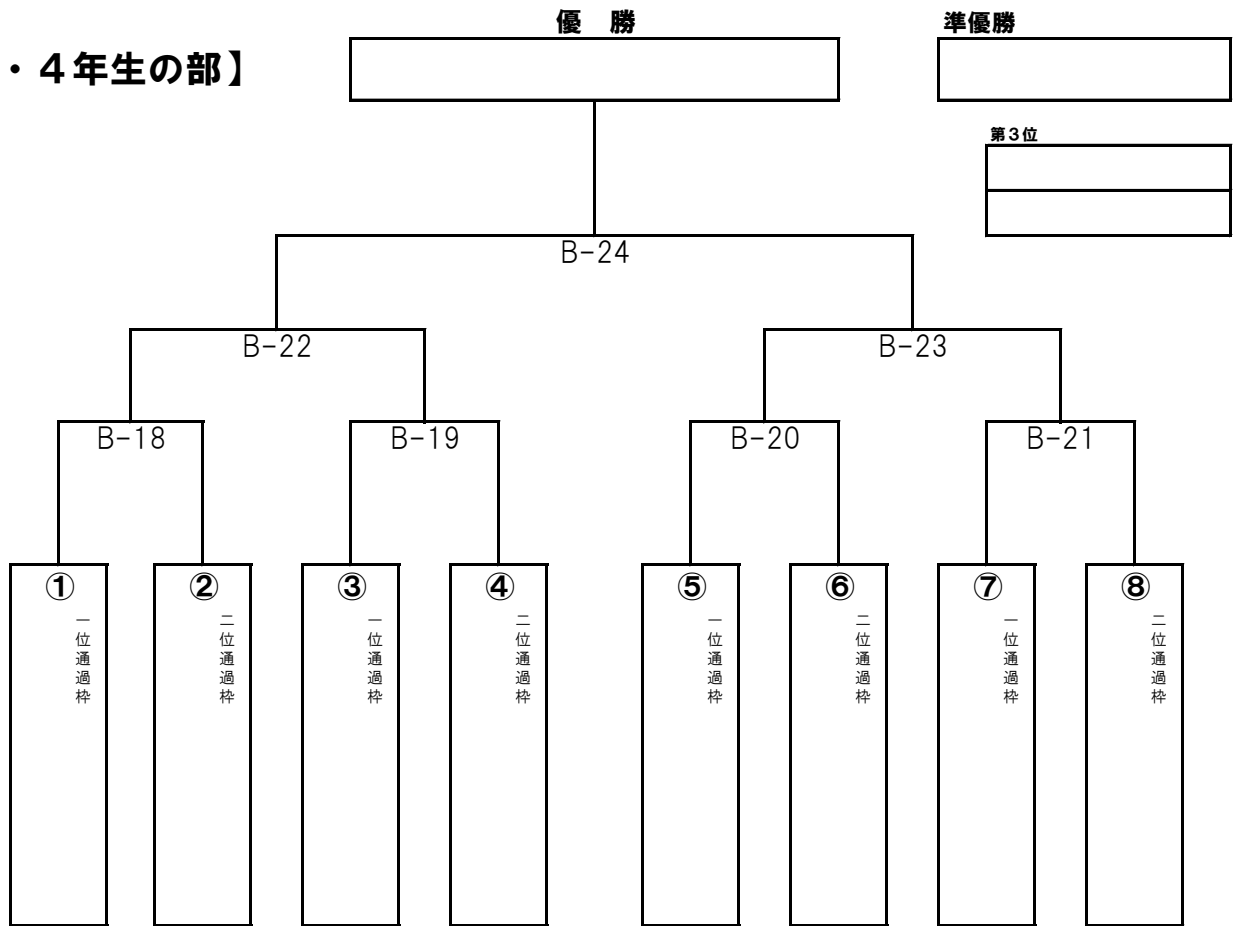 優　勝
準優勝
・４年生の部】
第３位
B-24
B-22
B-23
B-18
B-19
B-20
B-21
①
②
③
④
⑤
⑥
⑦
⑧
一位通過枠
二位通過枠
一位通過枠
二位通過枠
一位通過枠
二位通過枠
一位通過枠
二位通過枠